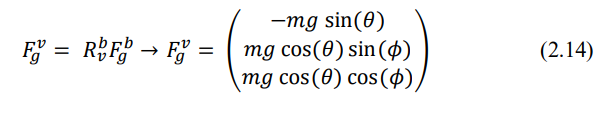 F_g^v = R_v^b F_g^b → F_g^v = ( −mg sin(θ)
mg cos(θ) sin(ϕ)
mg cos(θ) cos(ϕ) ) (2.14)